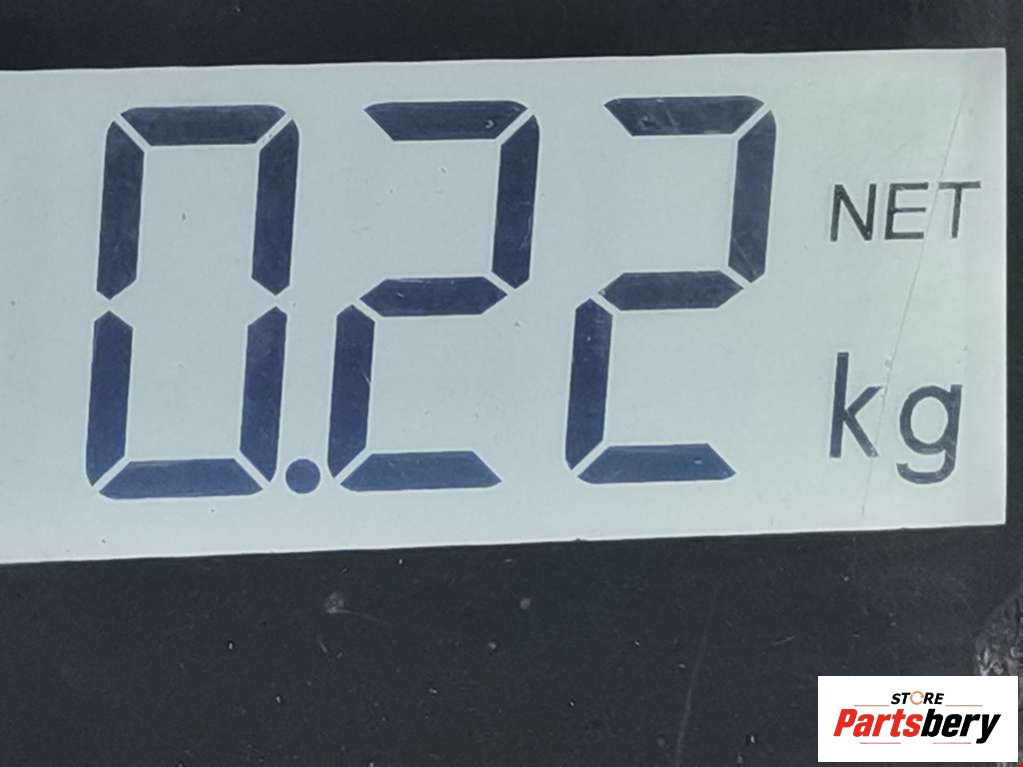 0.22 NET
kg
STORE
Partsbery